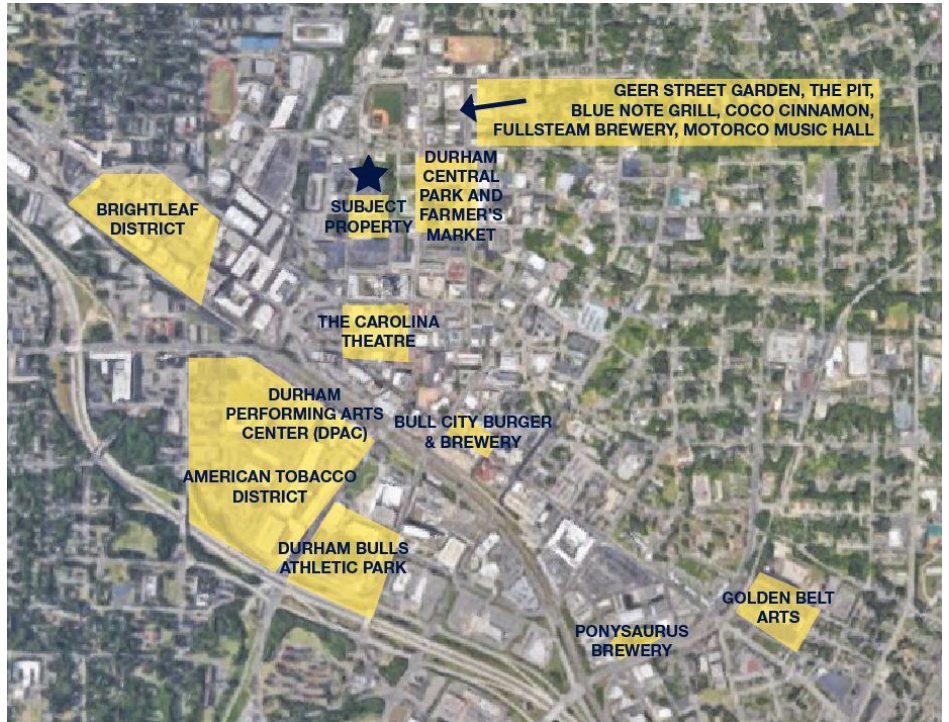 GEER STREET GARDEN, THE PIT,
BLUE NOTE GRILL, COCO CINNAMON,
FULLSTEAM BREWERY, MOTORCO MUSIC HALL
DURHAM
CENTRAL
PARK AND
FARMER'S
MARKET
SUBJECT
PROPERTY
BRIGHTLEAF
DISTRICT
THE CAROLINA
THEATRE
DURHAM
PERFORMING ARTS
CENTER (DPAC)
BULL CITY BURGER
& BREWERY
AMERICAN TOBACCO
DISTRICT
DURHAM BULLS
ATHLETIC PARK
GOLDEN BELT
ARTS
PONYSAURUS
BREWERY